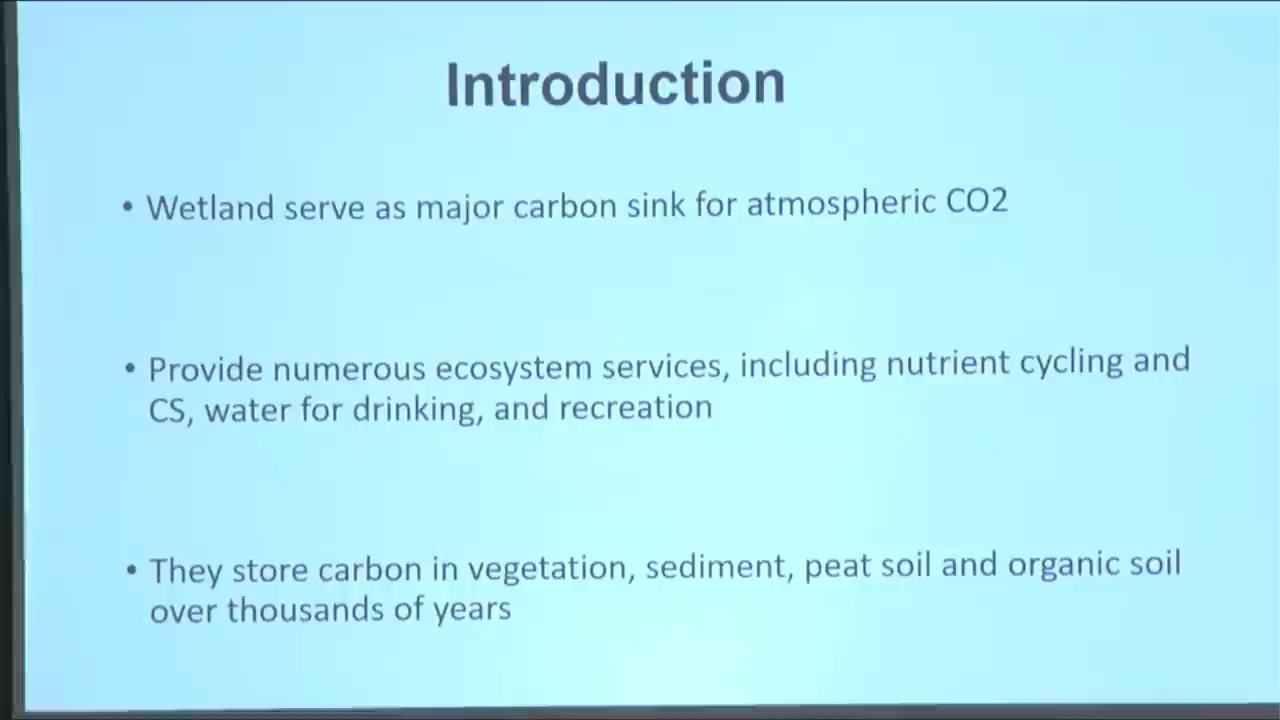 Introduction
• Wetland serve as major carbon sink for atmospheric CO2
• Provide numerous ecosystem services, including nutrient cycling and
CS, water for drinking, and recreation
• They store carbon in vegetation, sediment, peat soil and organic soil
over thousands of years